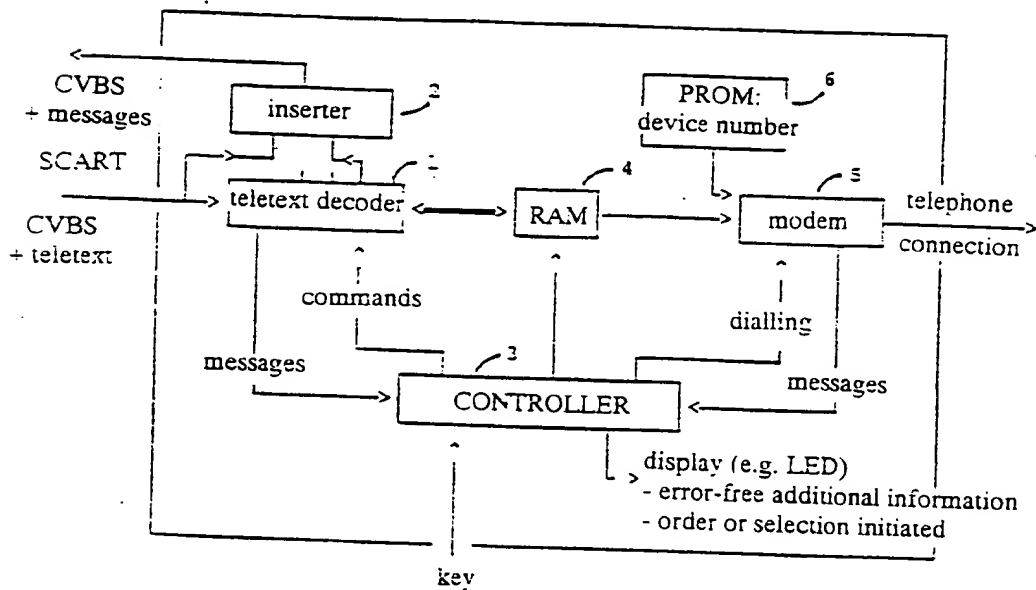 CVBS
+ messages
SCART
CVBS
+ teletext
inserter
2
1
teletext decoder
4
RAM
PROM:
device number
6
5
modem
telephone
connection
commands
dialling
messages
messages
3
CONTROLLER
display (e.g. LED)
- error-free additional information
- order or selection initiated
key